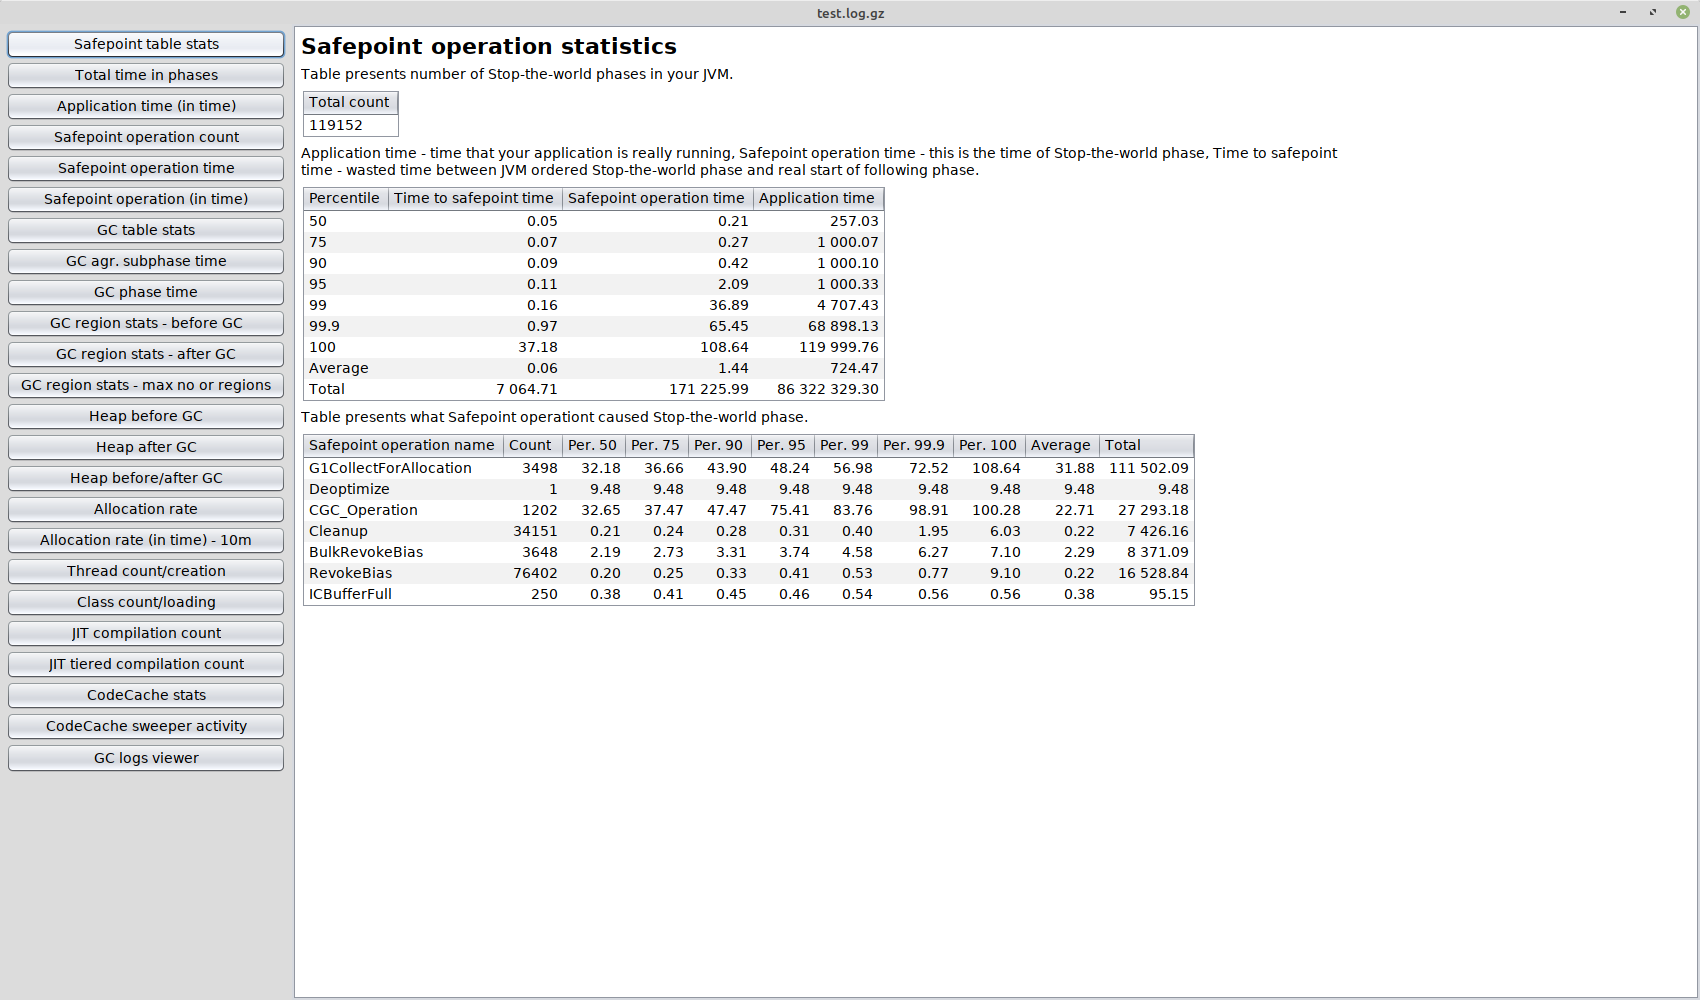 test.log.gz
Safepoint table stats
Total time in phases
Application time (in time)
Safepoint operation count
Safepoint operation time
Safepoint operation (in time)
GC table stats
GC agr. subphase time
GC phase time
GC region stats - before GC
GC region stats - after GC
GC region stats - max no or regions
Heap before GC
Heap after GC
Heap before/after GC
Allocation rate
Allocation rate (in time) - 10m
Thread count/creation
Class count/loading
JIT compilation count
JIT tiered compilation count
CodeCache stats
CodeCache sweeper activity
GC logs viewer
Safepoint operation statistics
Table presents number of Stop-the-world phases in your JVM.
Total count
119152
Application time - time that your application is really running, Safepoint operation time - this is the time of Stop-the-world phase, Time to safepoint
time - wasted time between JVM ordered Stop-the-world phase and real start of following phase.
Percentile Time to safepoint time Safepoint operation time Application time
50 0.05 0.21 257.03
75 0.07 0.27 1 000.07
90 0.09 0.42 1 000.10
95 0.11 2.09 1 000.33
99 0.16 36.89 4 707.43
99.9 0.97 65.45 68 898.13
100 37.18 108.64 119 999.76
Average 0.06 1.44 724.47
Total 7 064.71 171 225.99 86 322 329.30
Table presents what Safepoint operationt caused Stop-the-world phase.
Safepoint operation name Count Per. 50 Per. 75 Per. 90 Per. 95 Per. 99 Per. 99.9 Per. 100 Average Total
G1CollectForAllocation 3498 32.18 36.66 43.90 48.24 56.98 72.52 108.64 31.88 111 502.09
Deoptimize 1 9.48 9.48 9.48 9.48 9.48 9.48 9.48 9.48 9.48
CGC_Operation 1202 32.65 37.47 47.47 75.41 83.76 98.91 100.28 22.71 27 293.18
Cleanup 34151 0.21 0.24 0.28 0.31 0.40 1.95 6.03 0.22 7 426.16
BulkRevokeBias 3648 2.19 2.73 3.31 3.74 4.58 6.27 7.10 2.29 8 371.09
RevokeBias 76402 0.20 0.25 0.33 0.41 0.53 0.77 9.10 0.22 16 528.84
ICBufferFull 250 0.38 0.41 0.45 0.46 0.54 0.56 0.56 0.38 95.15